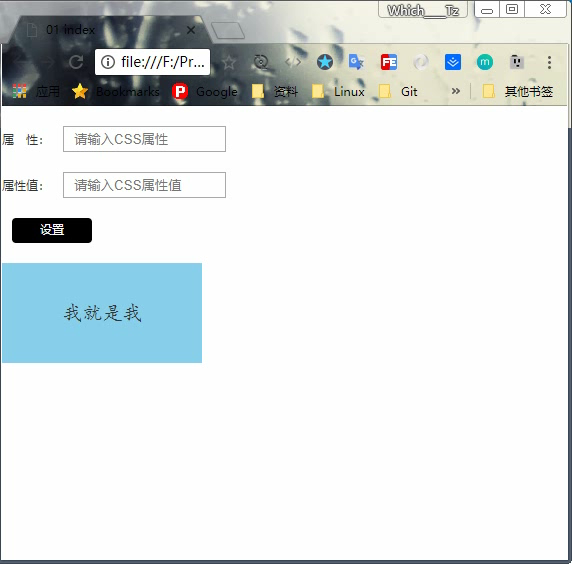 Which___Tz
01 Index
file:///F:/Pr...
应用 Bookmarks Google 资料 Linux Git » 其他书签
属 性: 请输入CSS属性
属性值: 请输入CSS属性值
设置
我就是我